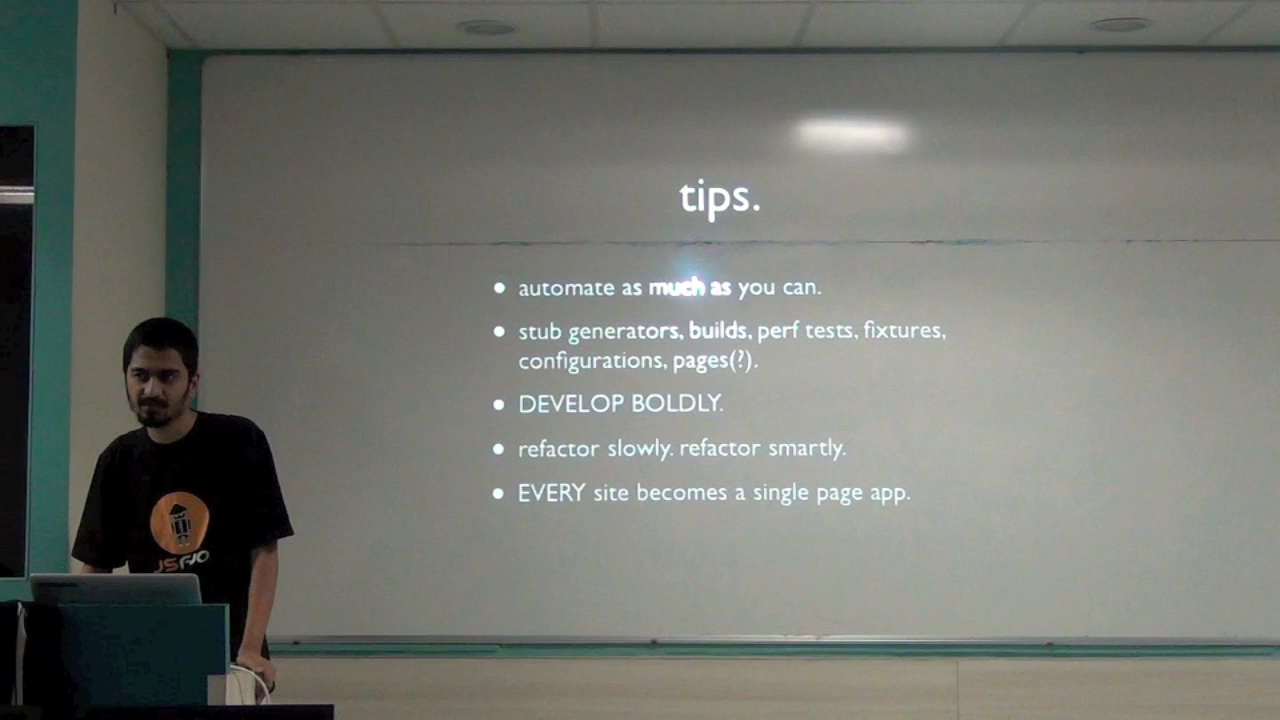 tips.
• automate as much as you can.
• stub generators, builds, perf tests, fixtures,
configurations, pages(?).
• DEVELOP BOLDLY.
• refactor slowly. refactor smartly.
• EVERY site becomes a single page app.
JSFOO